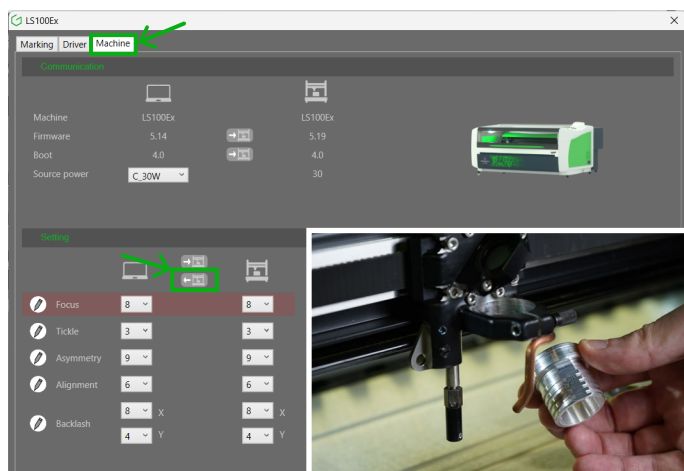 LS100Ex
Marking Driver Machine
Communication
Machine LS100Ex LS100Ex
Firmware 5.14 5.19
Boot 4.0 4.0
Source power C_30W 30
Setting
Focus 8 8
Tickle 3 3
Asymmetry 9 9
Alignment 6 6
Backlash 8 X 8 X
4 Y 4 Y